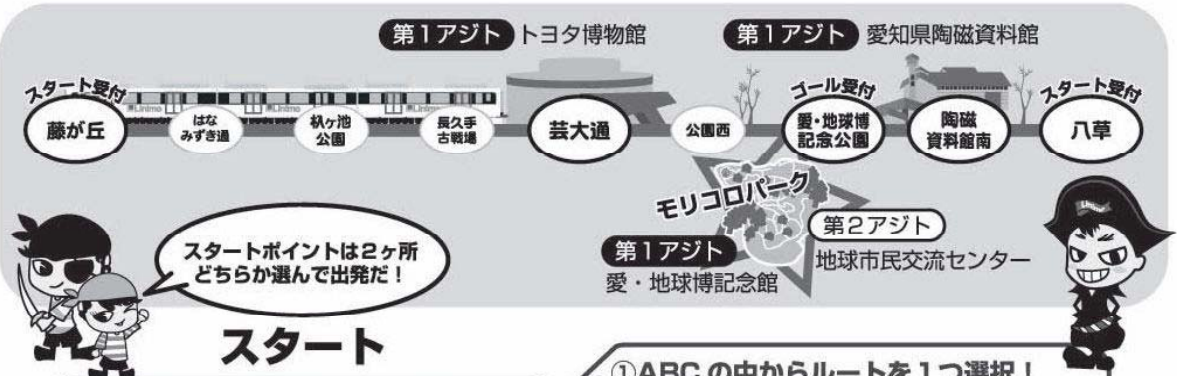 第1アジト トヨタ博物館
第1アジト 愛知県陶磁資料館
スタート受付
藤が丘
Linimo
Linimo
Linimo
はな
みずき通
杁ヶ池
公園
長久手
古戦場
芸大通
公園西
ゴール受付
愛・地球博
記念公園
陶磁
資料館南
スタート受付
八草
モリコロパーク
第1アジト
愛・地球博記念館
第2アジト
地球市民交流センター
Linimo
スタートポイントは2ヶ所
どちらか選んで出発だ!
スタート
①ABC の中からルートを1つ選択!